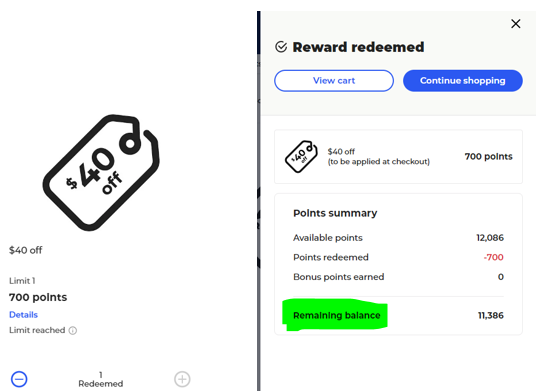 $40
off
$40 off
Limit 1
700 points
Details
Limit reached
1
Redeemed
Reward redeemed
View cart
Continue shopping
$40
off
$40 off
(to be applied at checkout)
700 points
Points summary
Available points 12,086
Points redeemed -700
Bonus points earned 0
Remaining balance 11,386